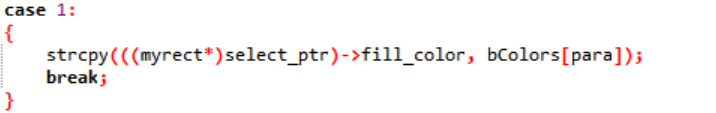 case 1:
{
    strcpy(((myrect*)select_ptr)->fill_color, bColors[para]);
    break;
}